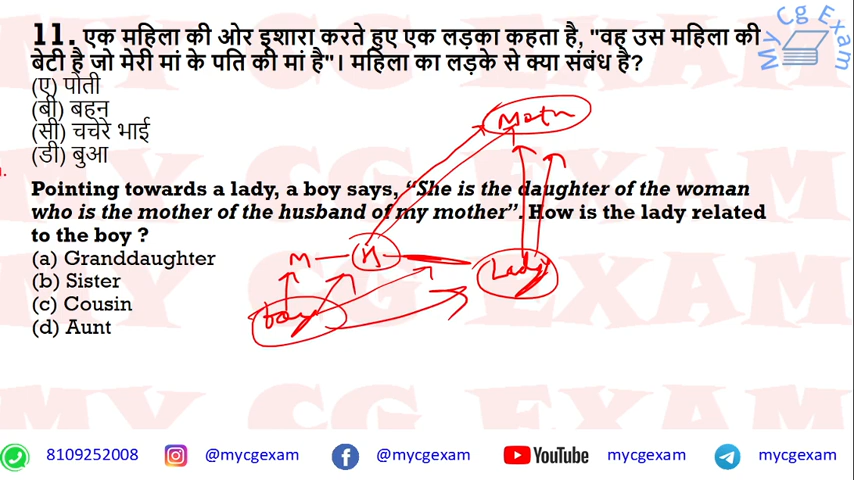 My Cg Exam
11. एक महिला की ओर इशारा करते हुए एक लड़का कहता है, "वह उस महिला की
बेटी है जो मेरी मां के पति की मां है"। महिला का लड़के से क्या संबंध है?
(ए) पोती
(बी) बहन
(सी) चचेरे भाई
(डी) बुआ
Pointing towards a lady, a boy says, “She is the daughter of the woman
who is the mother of the husband of my mother”. How is the lady related
to the boy ?
(a) Granddaughter
(b) Sister
(c) Cousin
(d) Aunt
Moth
M H Lady
boy
MY CG EXAM
8109252008 @mycgexam @mycgexam YouTube mycgexam mycgexam